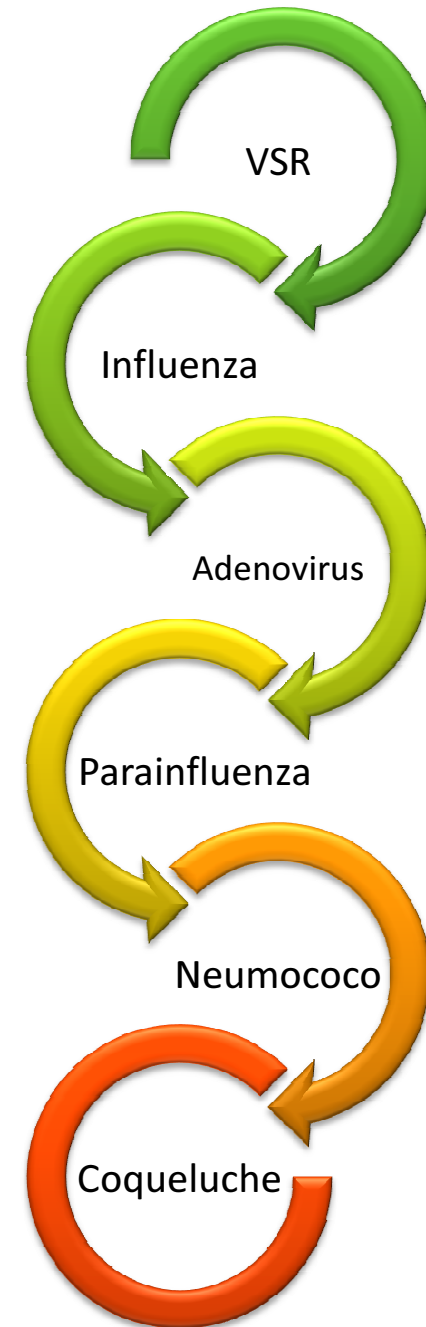 VSR
Influenza
Adenovirus
Parainfluenza
Neumococo
Coqueluche